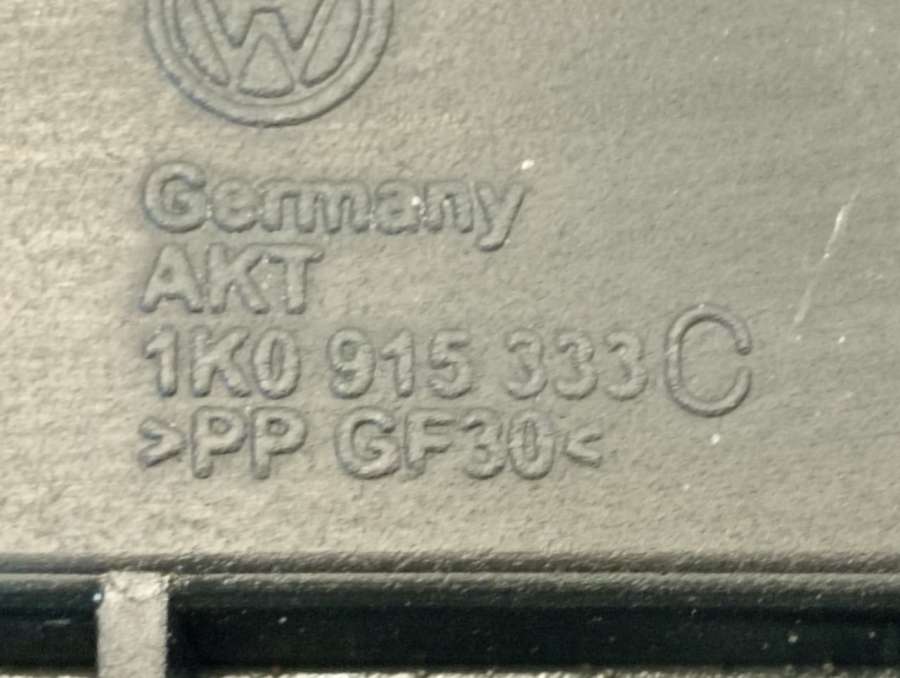 Germany
AKT
1K0 915 333 C
>PP GF30<